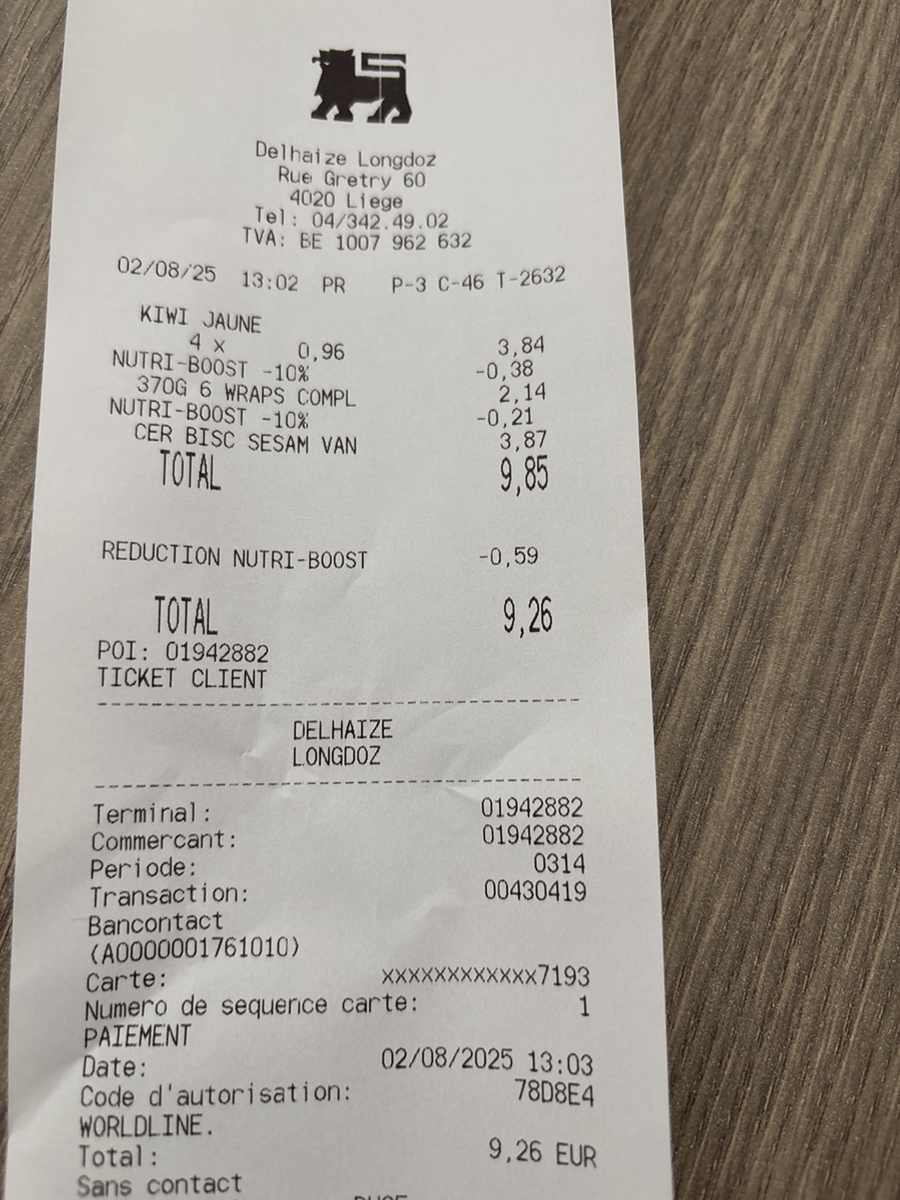 Delhaize Longdoz
Rue Gretry 60
4020 Liege
Tel: 04/342.49.02
TVA: BE 1007 962 632
02/08/25 13:02 PR P-3 C-46 T-2632
KIWI JAUNE
4 x 0,96 3,84
NUTRI-BOOST -10% -0,38
370G 6 WRAPS COMPL 2,14
NUTRI-BOOST -10% -0,21
CER BISC SESAM VAN 3,87
TOTAL 9,85
REDUCTION NUTRI-BOOST -0,59
TOTAL 9,26
POI: 01942882
TICKET CLIENT
DELHAIZE
LONGDOZ
Terminal: 01942882
Commercant: 01942882
Periode: 0314
Transaction: 00430419
Bancontact
(A0000001761010)
Carte: xxxxxxxxxxxx7193
Numero de sequence carte: 1
PAIEMENT
Date: 02/08/2025 13:03
Code d'autorisation: 78D8E4
WORLDLINE.
Total: 9,26 EUR
Sans contact